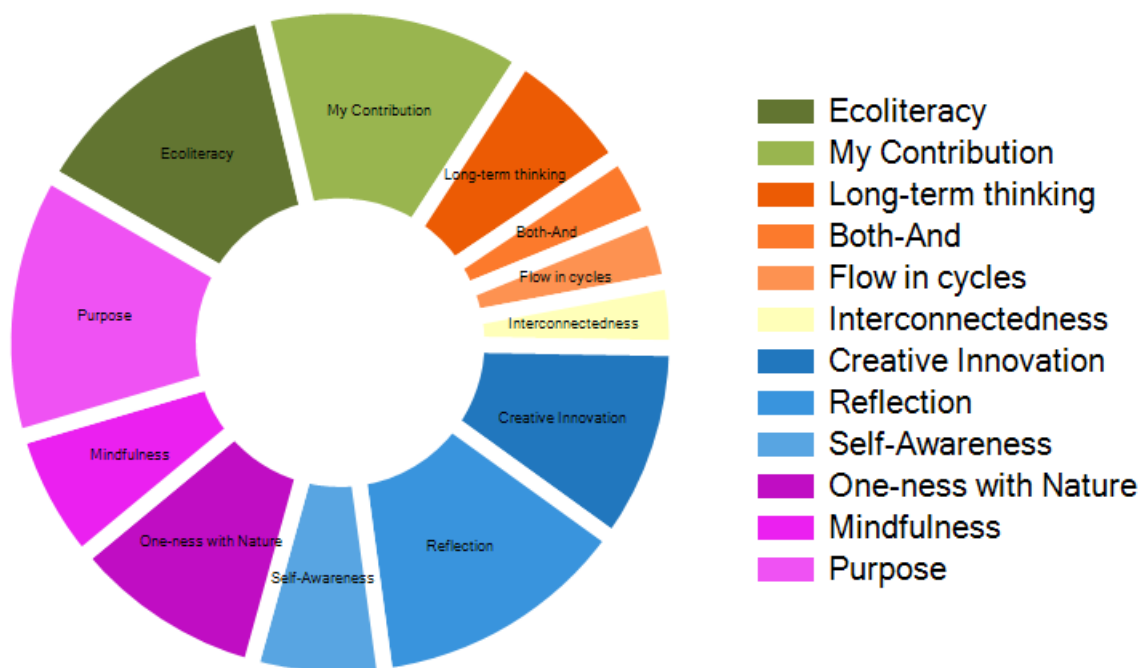 My Contribution
Ecoliteracy
Long-term thinking
Both-And
Flow in cycles
Purpose
Interconnectedness
Creative Innovation
Mindfulness
One-ness with Nature
Reflection
Self-Awareness
Ecoliteracy
My Contribution
Long-term thinking
Both-And
Flow in cycles
Interconnectedness
Creative Innovation
Reflection
Self-Awareness
One-ness with Nature
Mindfulness
Purpose